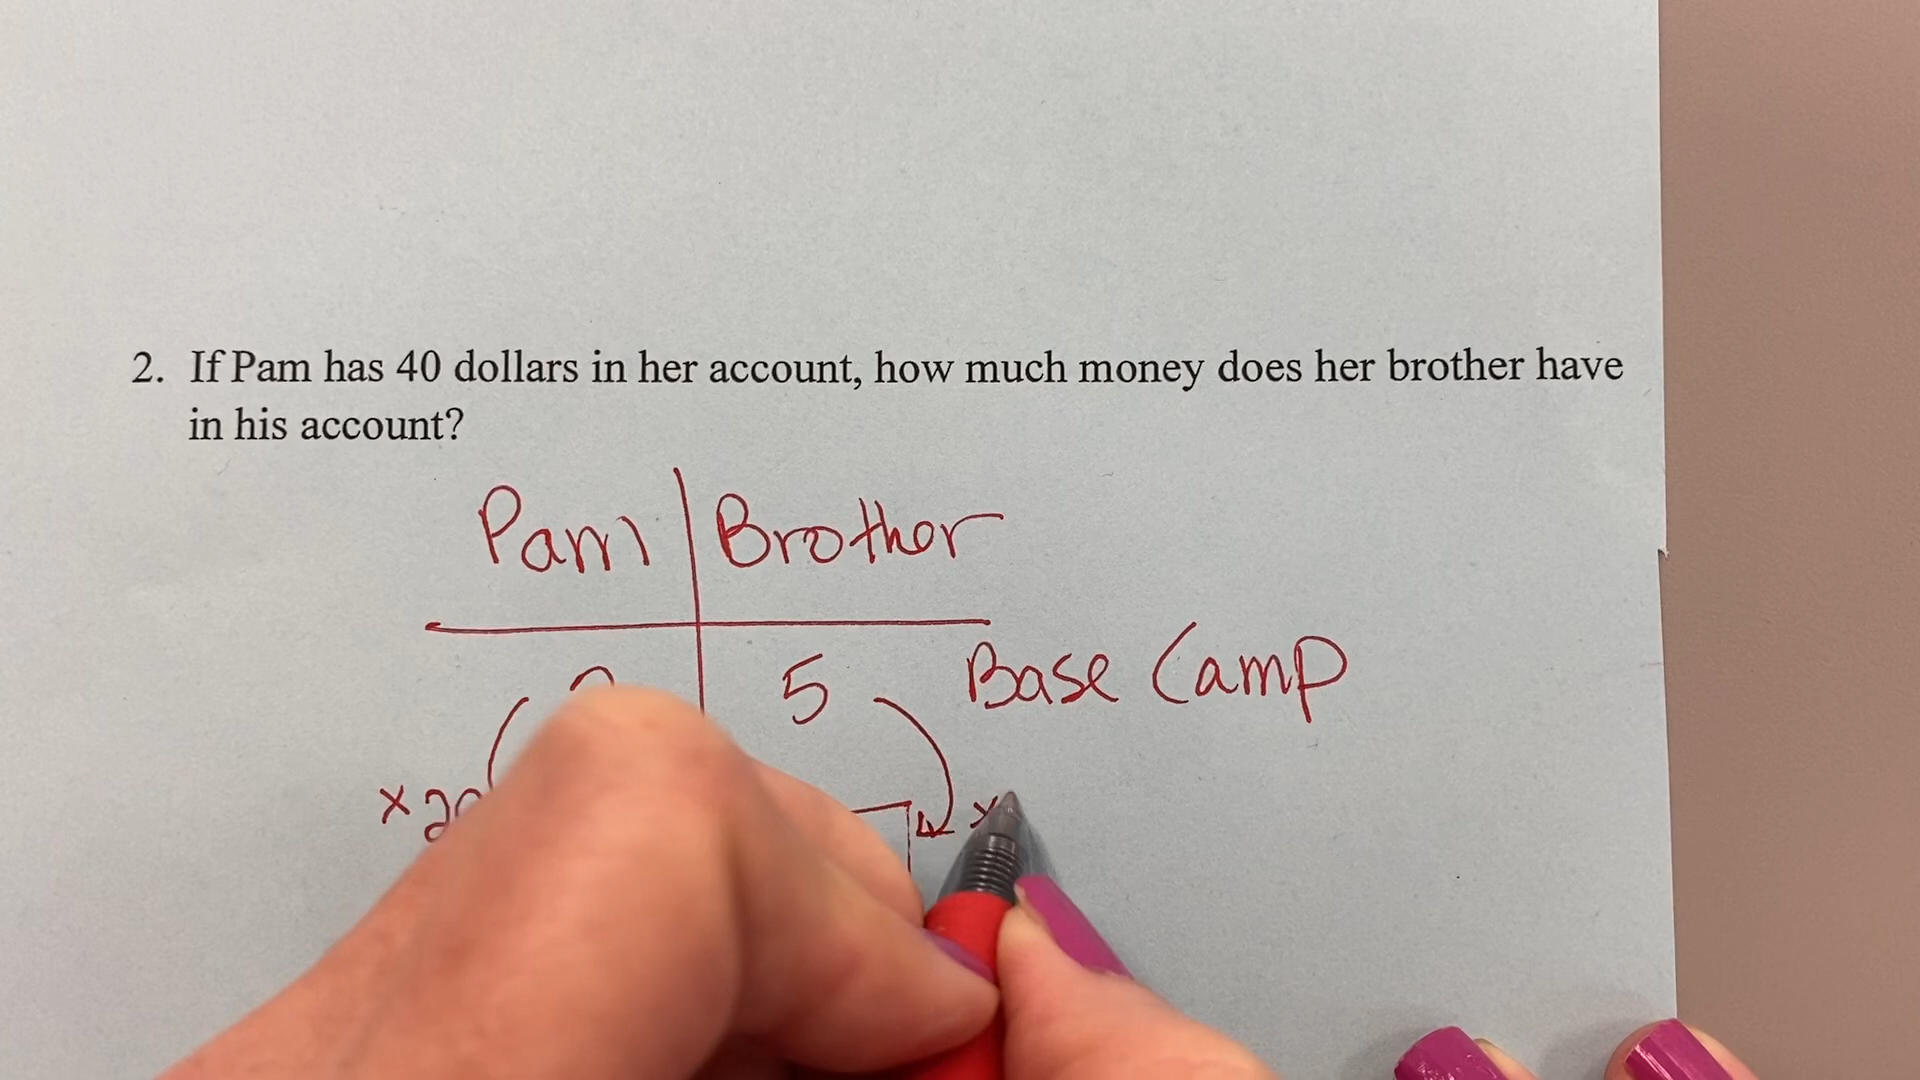 2. If Pam has 40 dollars in her account, how much money does her brother have
in his account?
Pam Brother
5 Base Camp
x 20 x